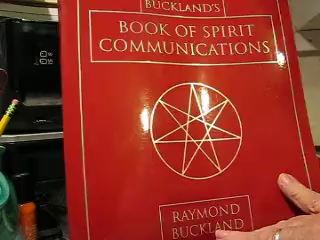 BUCKLAND'S
BOOK OF SPIRIT
COMMUNICATIONS
RAYMOND
BUCKLAND